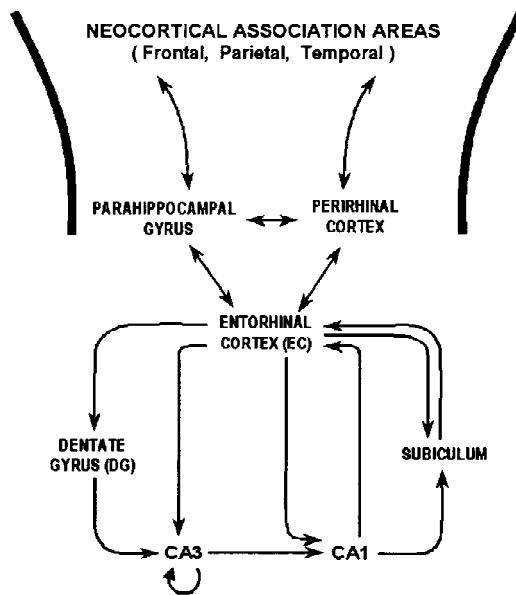 NEOCORTICAL ASSOCIATION AREAS
( Frontal, Parietal, Temporal )
PARAHIPPOCAMPAL
GYRUS
PERIRHINAL
CORTEX
ENTORHINAL
CORTEX (EC)
DENTATE
GYRUS (DG)
SUBICULUM
CA3
CA1